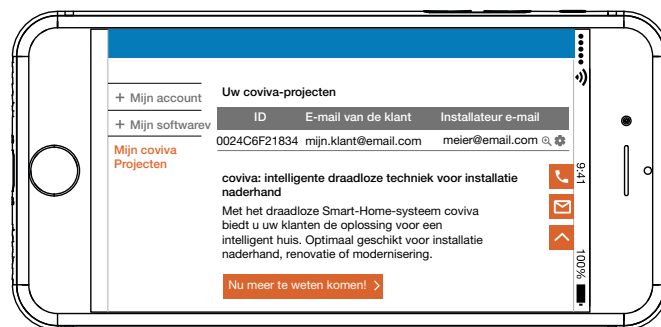 Uw coviva-projecten
+ Mijn account
+ Mijn softwarev
Mijn coviva
Projecten
ID E-mail van de klant Installateur e-mail
0024C6F21834 mijn.klant@email.com meier@email.com
coviva: intelligente draadloze techniek voor installatie
naderhand
Met het draadloze Smart-Home-systeem coviva
biedt u uw klanten de oplossing voor een
intelligent huis. Optimaal geschikt voor installatie
naderhand, renovatie of modernisering.
Nu meer te weten komen!
9:41
100%